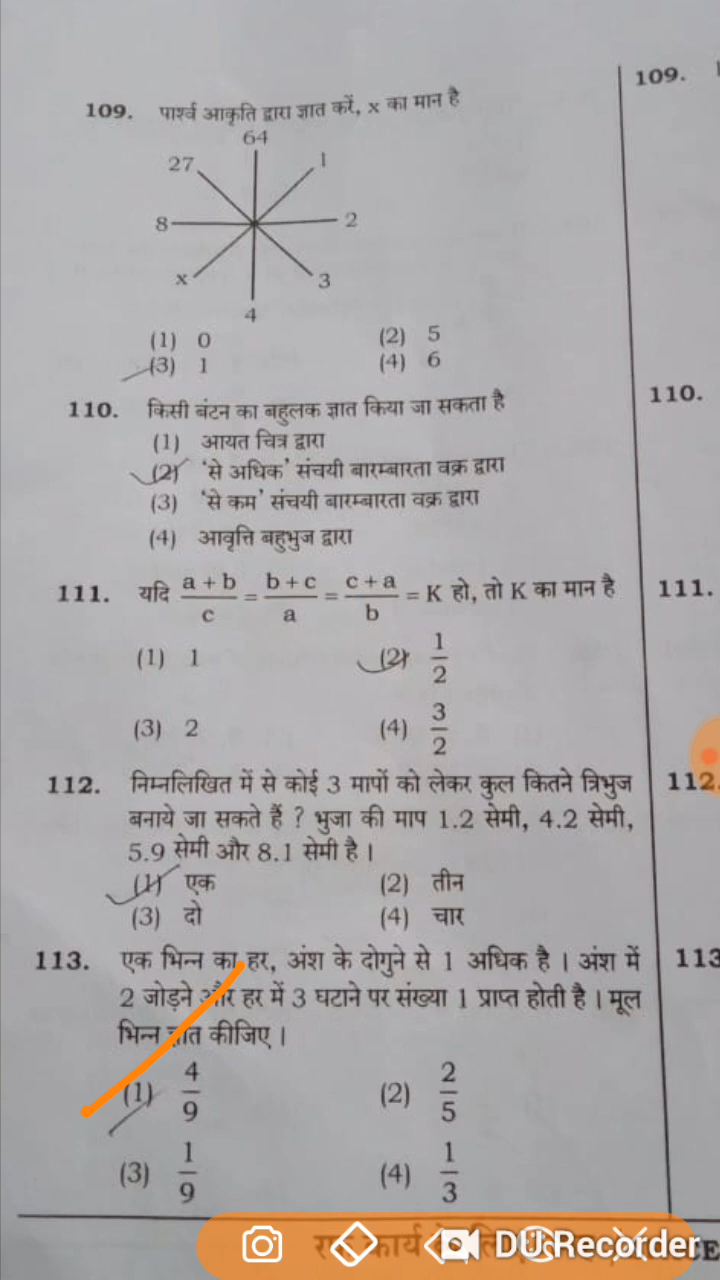 109. पार्श्व आकृति द्वारा ज्ञात करें, x का मान है
109.
64
27
1
8
2
x
3
4
(1) 0 (2) 5
(3) 1 (4) 6
110. किसी बंटन का बहुलक ज्ञात किया जा सकता है
110.
(1) आयत चित्र द्वारा
(2) 'से अधिक' संचयी बारम्बारता वक्र द्वारा
(3) 'से कम' संचयी बारम्बारता वक्र द्वारा
(4) आवृत्ति बहुभुज द्वारा
111. यदि (a + b)/c = (b + c)/a = (c + a)/b = K हो, तो K का मान है
111.
(1) 1 (2) 1/2
(3) 2 (4) 3/2
112. निम्नलिखित में से कोई 3 मापों को लेकर कुल कितने त्रिभुज
112.
बनाये जा सकते हैं ? भुजा की माप 1.2 सेमी, 4.2 सेमी,
5.9 सेमी और 8.1 सेमी है ।
(1) एक (2) तीन
(3) दो (4) चार
113. एक भिन्न का हर, अंश के दोगुने से 1 अधिक है । अंश में
113
2 जोड़ने और हर में 3 घटाने पर संख्या 1 प्राप्त होती है । मूल
भिन्न ज्ञात कीजिए ।
(1) 4/9 (2) 2/5
(3) 1/9 (4) 1/3
कार्य के Recorder CE